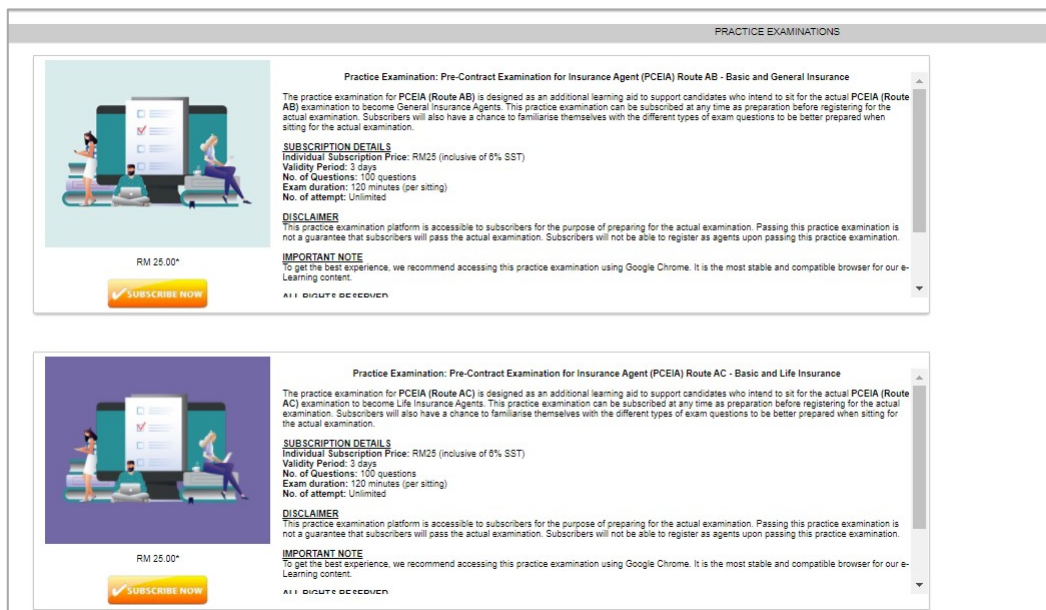 PRACTICE EXAMINATIONS
Practice Examination: Pre-Contract Examination for Insurance Agent (PCEIA) Route AB - Basic and General Insurance
The practice examination for PCEIA (Route AB) is designed as an additional learning aid to support candidates who intend to sit for the actual PCEIA (Route
AB) examination to become General Insurance Agents. This practice examination can be subscribed at any time as preparation before registering for the
actual examination. Subscribers will also have a chance to familiarise themselves with the different types of exam questions to be better prepared when
sitting for the actual examination.
SUBSCRIPTION DETAILS
Individual Subscription Price: RM25 (inclusive of 6% SST)
Validity Period: 3 days
No. of Questions: 100 questions
Exam duration: 120 minutes (per sitting)
No. of attempt: Unlimited
DISCLAIMER
This practice examination platform is accessible to subscribers for the purpose of preparing for the actual examination. Passing this practice examination is
not a guarantee that subscribers will pass the actual examination. Subscribers will not be able to register as agents upon passing this practice examination.
IMPORTANT NOTE
To get the best experience, we recommend accessing this practice examination using Google Chrome. It is the most stable and compatible browser for our e-
Learning content.
ALL RIGHTS RESERVED
RM 25.00*
SUBSCRIBE NOW
Practice Examination: Pre-Contract Examination for Insurance Agent (PCEIA) Route AC - Basic and Life Insurance
The practice examination for PCEIA (Route AC) is designed as an additional learning aid to support candidates who intend to sit for the actual PCEIA (Route
AC) examination to become Life Insurance Agents. This practice examination can be subscribed at any time as preparation before registering for the actual
examination. Subscribers will also have a chance to familiarise themselves with the different types of exam questions to be better prepared when sitting for
the actual examination.
SUBSCRIPTION DETAILS
Individual Subscription Price: RM25 (inclusive of 6% SST)
Validity Period: 3 days
No. of Questions: 100 questions
Exam duration: 120 minutes (per sitting)
No. of attempt: Unlimited
DISCLAIMER
This practice examination platform is accessible to subscribers for the purpose of preparing for the actual examination. Passing this practice examination is
not a guarantee that subscribers will pass the actual examination. Subscribers will not be able to register as agents upon passing this practice examination.
IMPORTANT NOTE
To get the best experience, we recommend accessing this practice examination using Google Chrome. It is the most stable and compatible browser for our e-
Learning content.
ALL RIGHTS RESERVED
RM 25.00*
SUBSCRIBE NOW